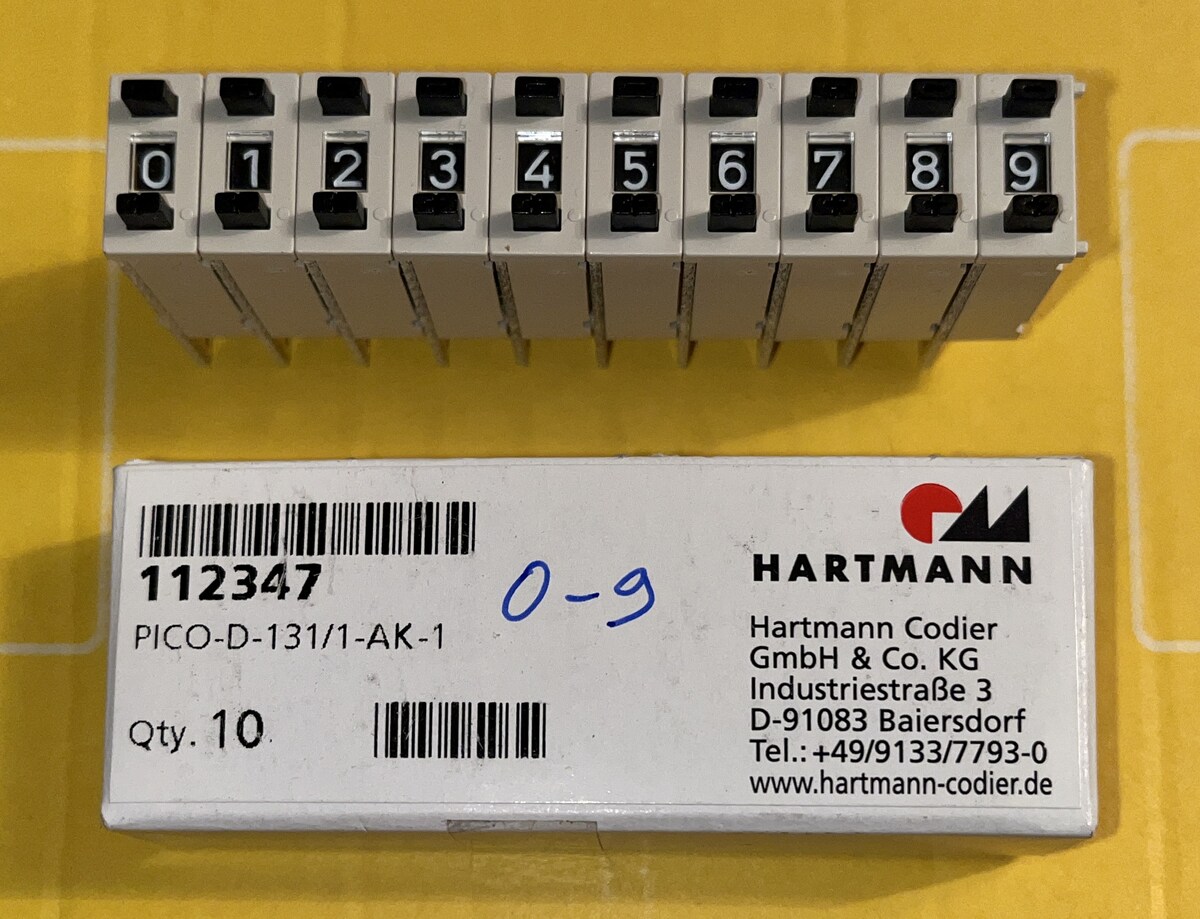 0 1 2 3 4 5 6 7 8 9
112347
PICO-D-131/1-AK-1
Qty. 10
0-9
HARTMANN
Hartmann Codier
GmbH & Co. KG
Industriestraße 3
D-91083 Baiersdorf
Tel.: +49/9133/7793-0
www.hartmann-codier.de